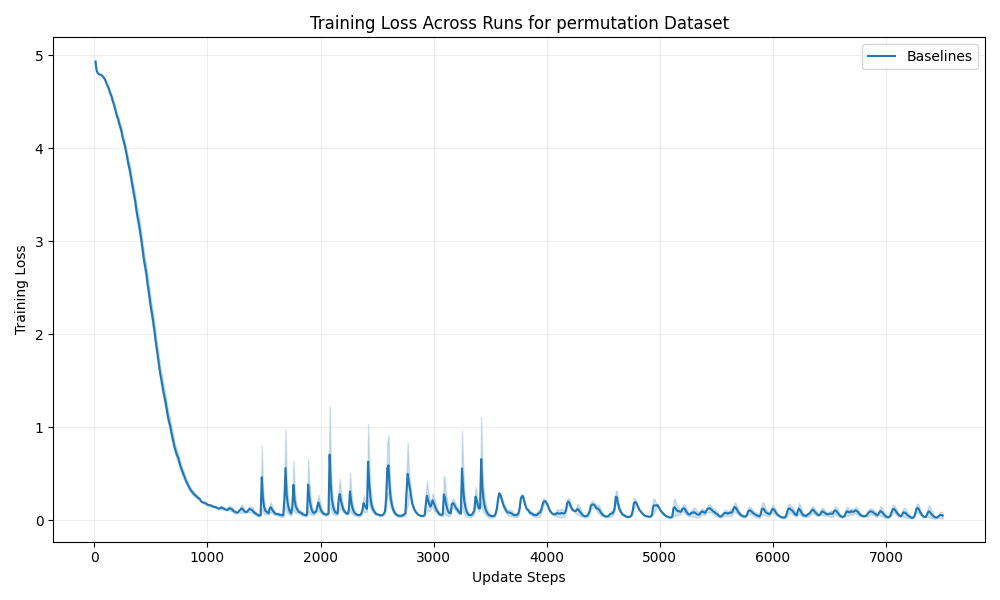 Training Loss Across Runs for permutation Dataset
Baselines
Training Loss
5
4
3
2
1
0
0 1000 2000 3000 4000 5000 6000 7000
Update Steps